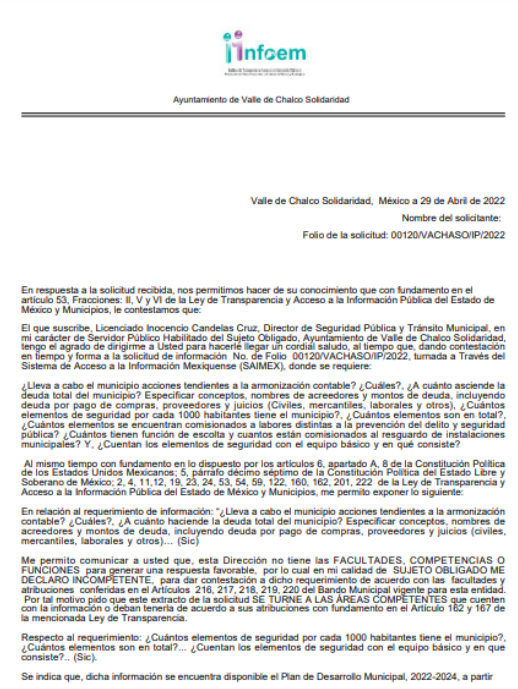 infoem
Ayuntamiento de Valle de Chalco Solidaridad
Valle de Chalco Solidaridad, México a 29 de Abril de 2022
Nombre del solicitante:
Folio de la solicitud: 00120/VACHASO/IP/2022
En respuesta a la solicitud recibida, nos permitimos hacer de su conocimiento que con fundamento en el
artículo 53, Fracciones: II, V y VI de la Ley de Transparencia y Acceso a la Información Pública del Estado de
México y Municipios, le contestamos que:
El que suscribe, Licenciado Inocencio Candelas Cruz, Director de Seguridad Pública y Tránsito Municipal, en
mi carácter de Servidor Público Habilitado del Sujeto Obligado, Ayuntamiento de Valle de Chalco Solidaridad,
tengo el agrado de dirigirme a Usted para hacerle llegar un cordial saludo, al tiempo que, dando contestación
en tiempo y forma a la solicitud de información No. de Folio 00120/VACHASO/IP/2022, turnada a Través del
Sistema de Acceso a la Información Mexiquense (SAIMEX), donde se requiere:
¿Lleva a cabo el municipio acciones tendientes a la armonización contable? ¿Cuáles?, ¿A cuánto asciende la
deuda total del municipio? Especificar conceptos, nombres de acreedores y montos de deuda, incluyendo
deuda por pago de compras, proveedores y juicios (Civiles, mercantiles, laborales y otros), ¿Cuántos
elementos de seguridad por cada 1000 habitantes tiene el municipio?, ¿Cuántos elementos son en total?,
¿Cuántos elementos se encuentran comisionados a labores distintas a la prevención del delito y seguridad
pública? ¿Cuántos tienen función de escolta y cuantos están comisionados al resguardo de instalaciones
municipales? Y, ¿Cuentan los elementos de seguridad con el equipo básico y en qué consiste?
Al mismo tiempo con fundamento en lo dispuesto por los artículos 6, apartado A, 8 de la Constitución Política
de los Estados Unidos Mexicanos; 5, párrafo décimo séptimo de la Constitución Política del Estado Libre y
Soberano de México; 2, 4, 11,12, 19, 23, 24, 53, 54, 59, 122, 160, 162, 201, 222 de la Ley de Transparencia y
Acceso a la Información Pública del Estado de México y Municipios, me permito exponer lo siguiente:
En relación al requerimiento de información: "¿Lleva a cabo el municipio acciones tendientes a la armonización
contable? ¿Cuáles?, ¿A cuánto haciende la deuda total del municipio? Especificar conceptos, nombres de
acreedores y montos de deuda, incluyendo deuda por pago de compras, proveedores y juicios (civiles,
mercantiles, laborales y otros)... (Sic)
Me permito comunicar a usted que, esta Dirección no tiene las FACULTADES, COMPETENCIAS O
FUNCIONES para generar una respuesta favorable, por lo cual en mi calidad de SUJETO OBLIGADO ME
DECLARO INCOMPETENTE, para dar contestación a dicho requerimiento de acuerdo con las facultades y
atribuciones conferidas en el Artículos 216, 217, 218, 219, 220 del Bando Municipal vigente para esta entidad.
Por tal motivo pido que este extracto de la solicitud SE TURNE A LAS ÁREAS COMPETENTES que cuenten
con la información o deban tenerla de acuerdo a sus atribuciones con fundamento en el Artículo 162 y 167 de
la mencionada Ley de Transparencia.
Respecto al requerimiento: ¿Cuántos elementos de seguridad por cada 1000 habitantes tiene el municipio?,
¿Cuántos elementos son en total?... ¿Cuentan los elementos de seguridad con el equipo básico y en que
consiste?.. (Sic).
Se indica que, dicha información se encuentra disponible el Plan de Desarrollo Municipal, 2022-2024, a partir